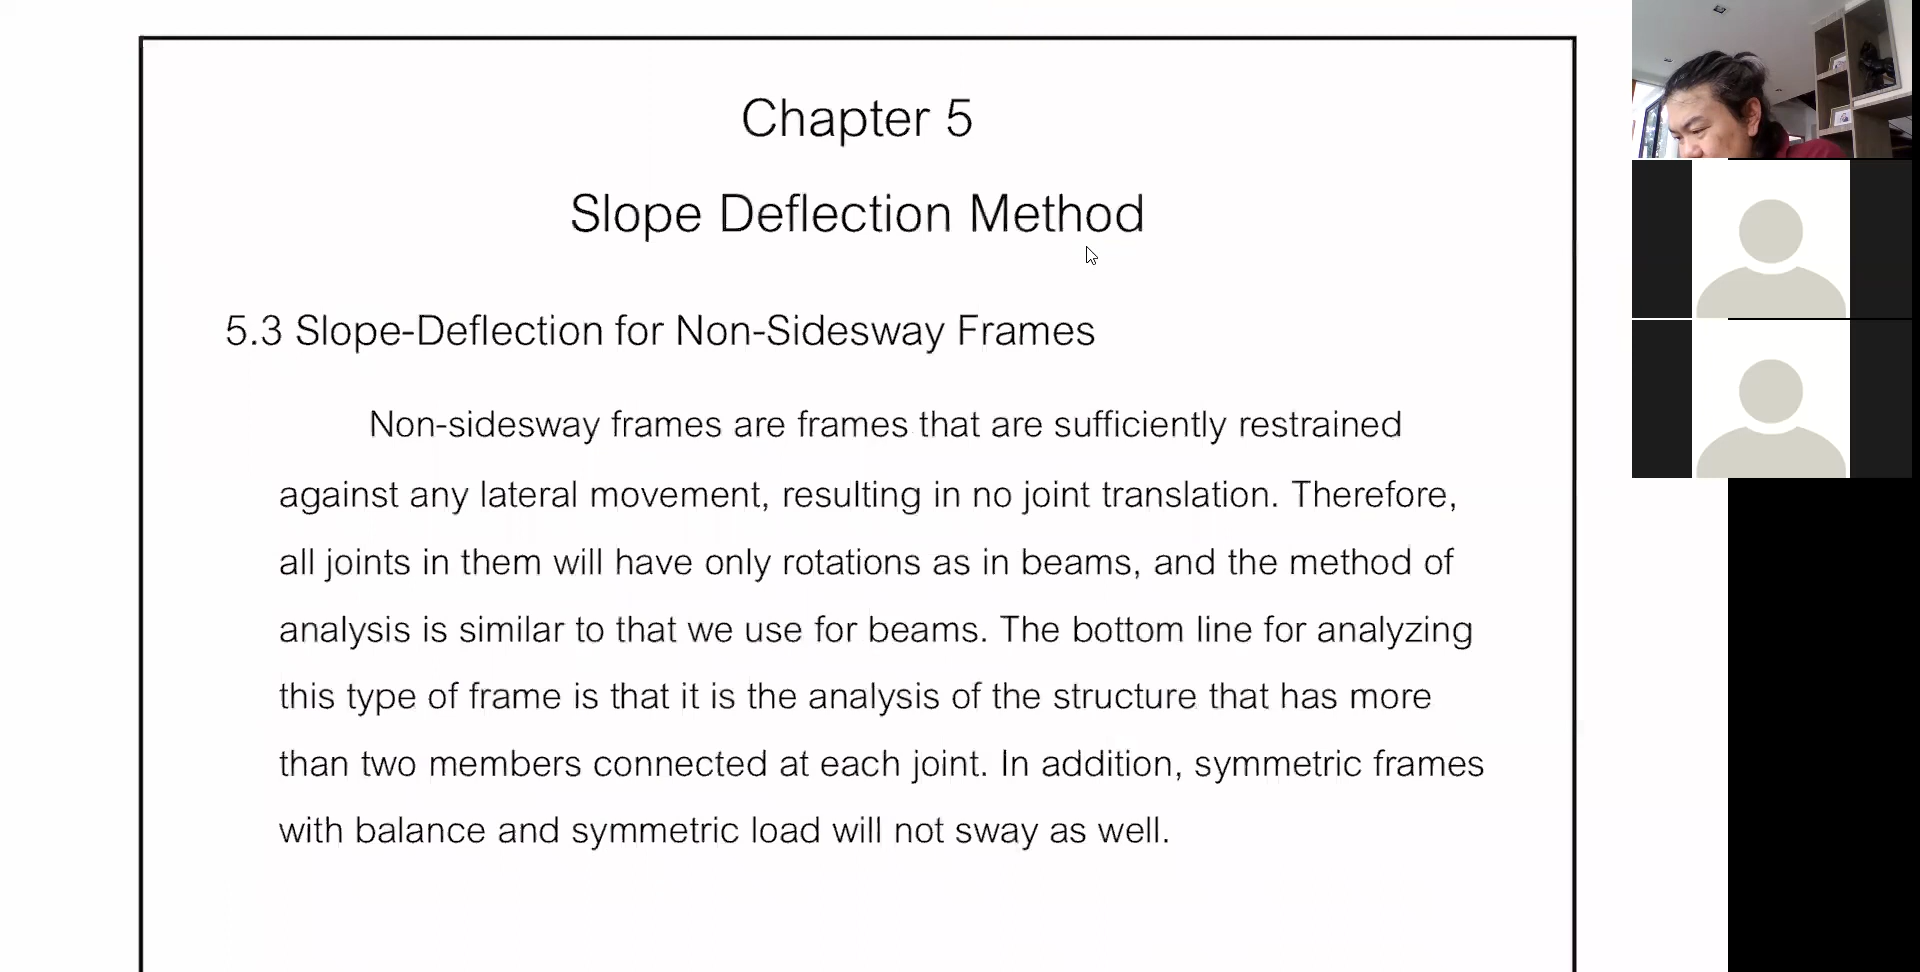 Chapter 5
Slope Deflection Method
5.3 Slope-Deflection for Non-Sidesway Frames
Non-sidesway frames are frames that are sufficiently restrained
against any lateral movement, resulting in no joint translation. Therefore,
all joints in them will have only rotations as in beams, and the method of
analysis is similar to that we use for beams. The bottom line for analyzing
this type of frame is that it is the analysis of the structure that has more
than two members connected at each joint. In addition, symmetric frames
with balance and symmetric load will not sway as well.